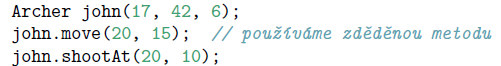 Archer john(17, 42, 6);
john.move(20, 15);  // používáme zděděnou metodu
john.shootAt(20, 10);